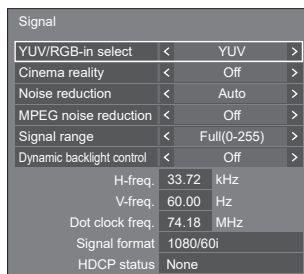 Signal
YUV/RGB-in select < YUV >
Cinema reality < Off >
Noise reduction < Auto >
MPEG noise reduction < Off >
Signal range < Full(0-255) >
Dynamic backlight control < Off >
H-freq. 33.72 kHz
V-freq. 60.00 Hz
Dot clock freq. 74.18 MHz
Signal format 1080/60i
HDCP status None